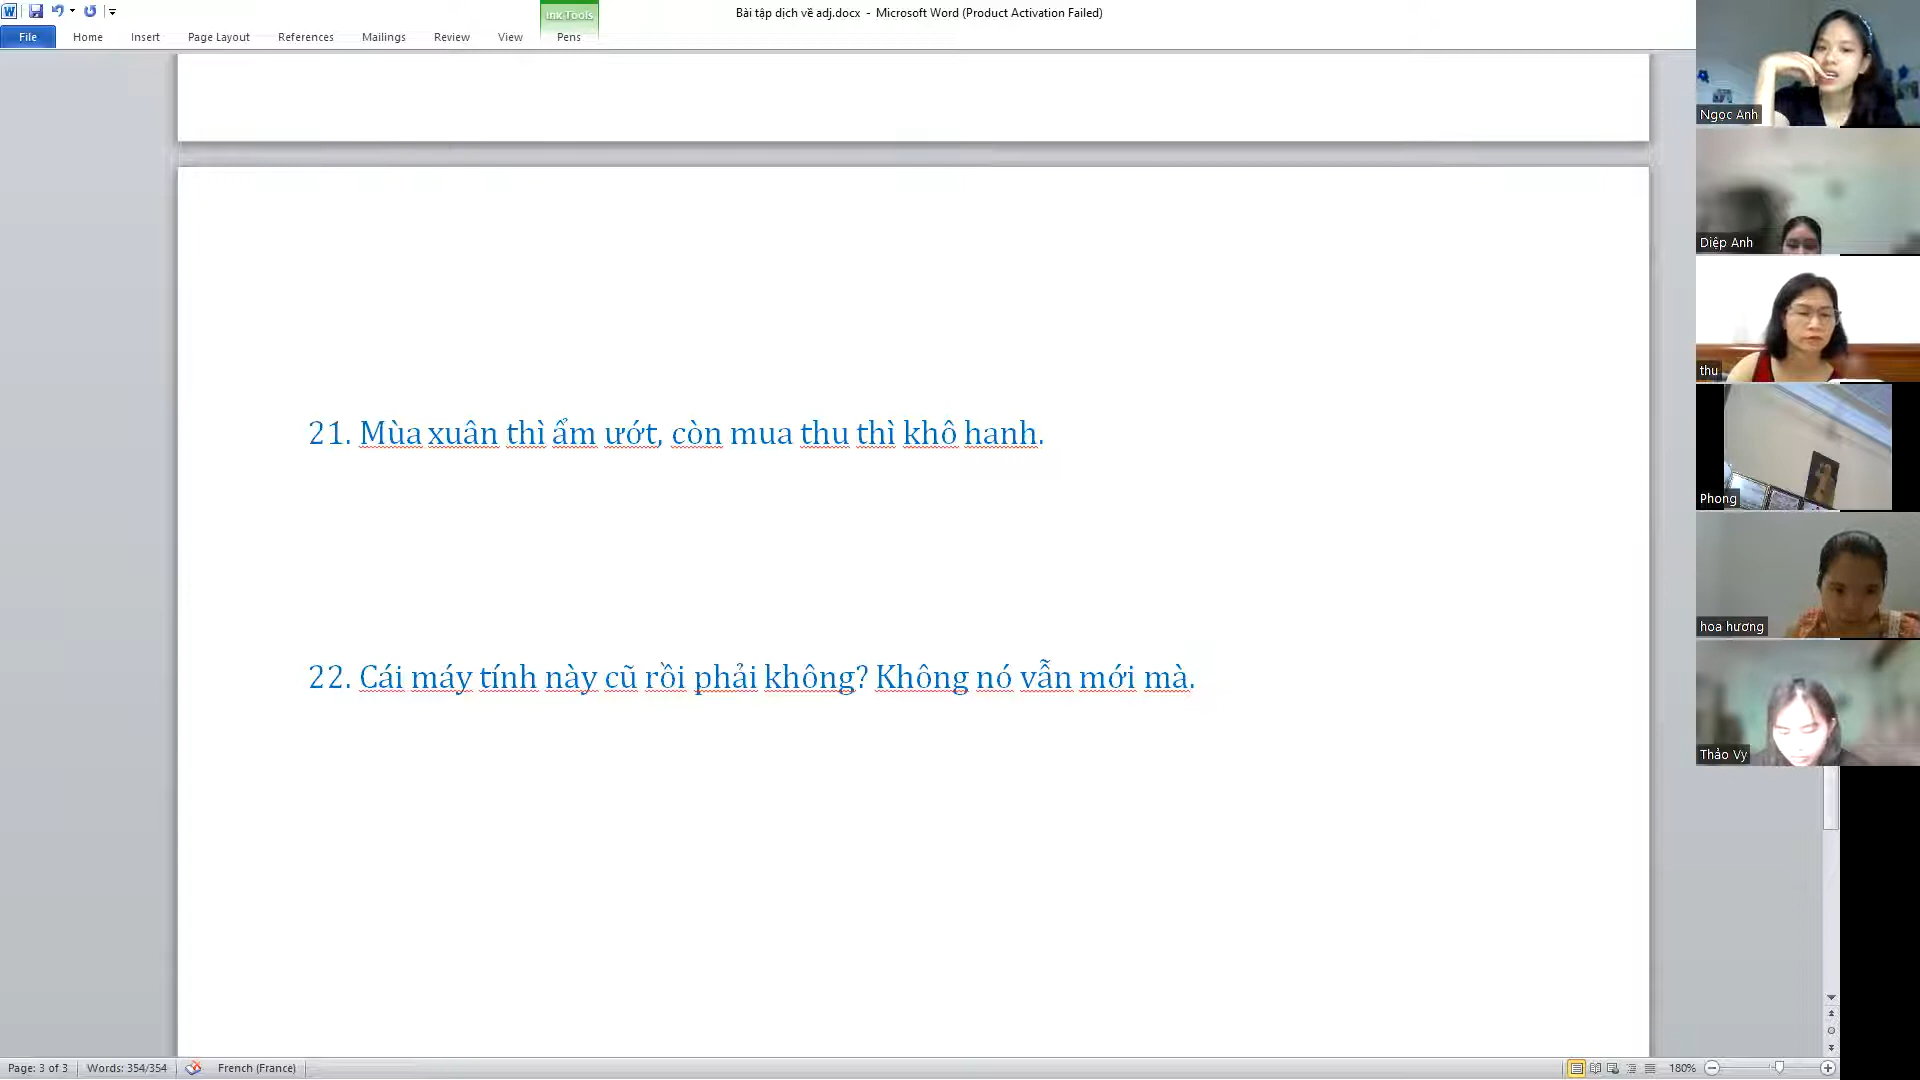 Bài tập dịch về adj.docx - Microsoft Word (Product Activation Failed)
Ink Tools
File Home Insert Page Layout References Mailings Review View Pens
21. Mùa xuân thì ẩm ướt, còn mua thu thì khô hanh.
22. Cái máy tính này cũ rồi phải không? Không nó vẫn mới mà.
Ngọc Anh
Diệp Anh
thu
Phong
hoa hương
Thảo Vy
Page: 3 of 3 Words: 354/354 French (France) 180%